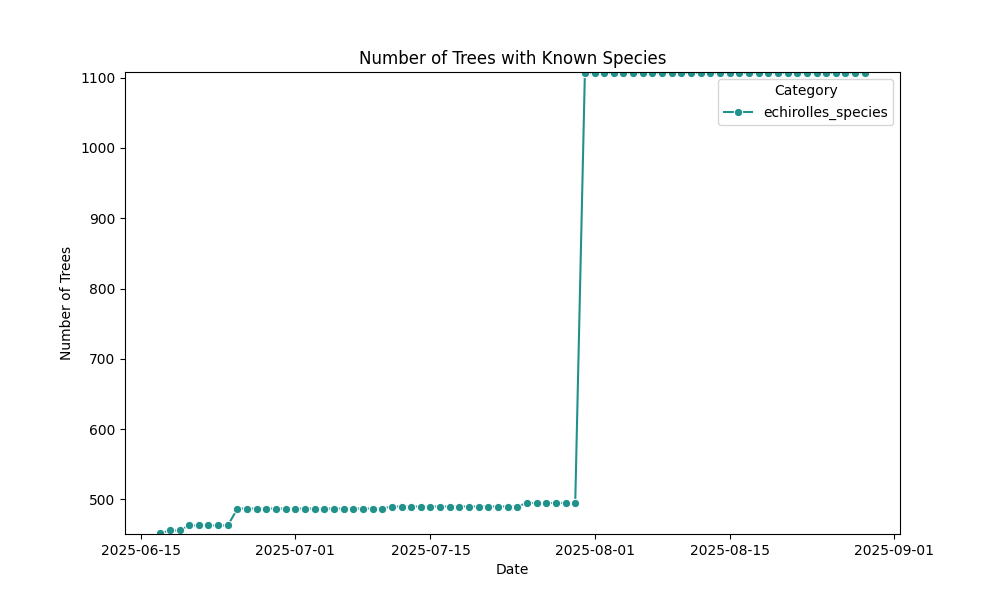 Number of Trees with Known Species
1100
1000
900
800
700
600
500
Number of Trees
Category
echirolles_species
2025-06-15
2025-07-01
2025-07-15
2025-08-01
2025-08-15
2025-09-01
Date